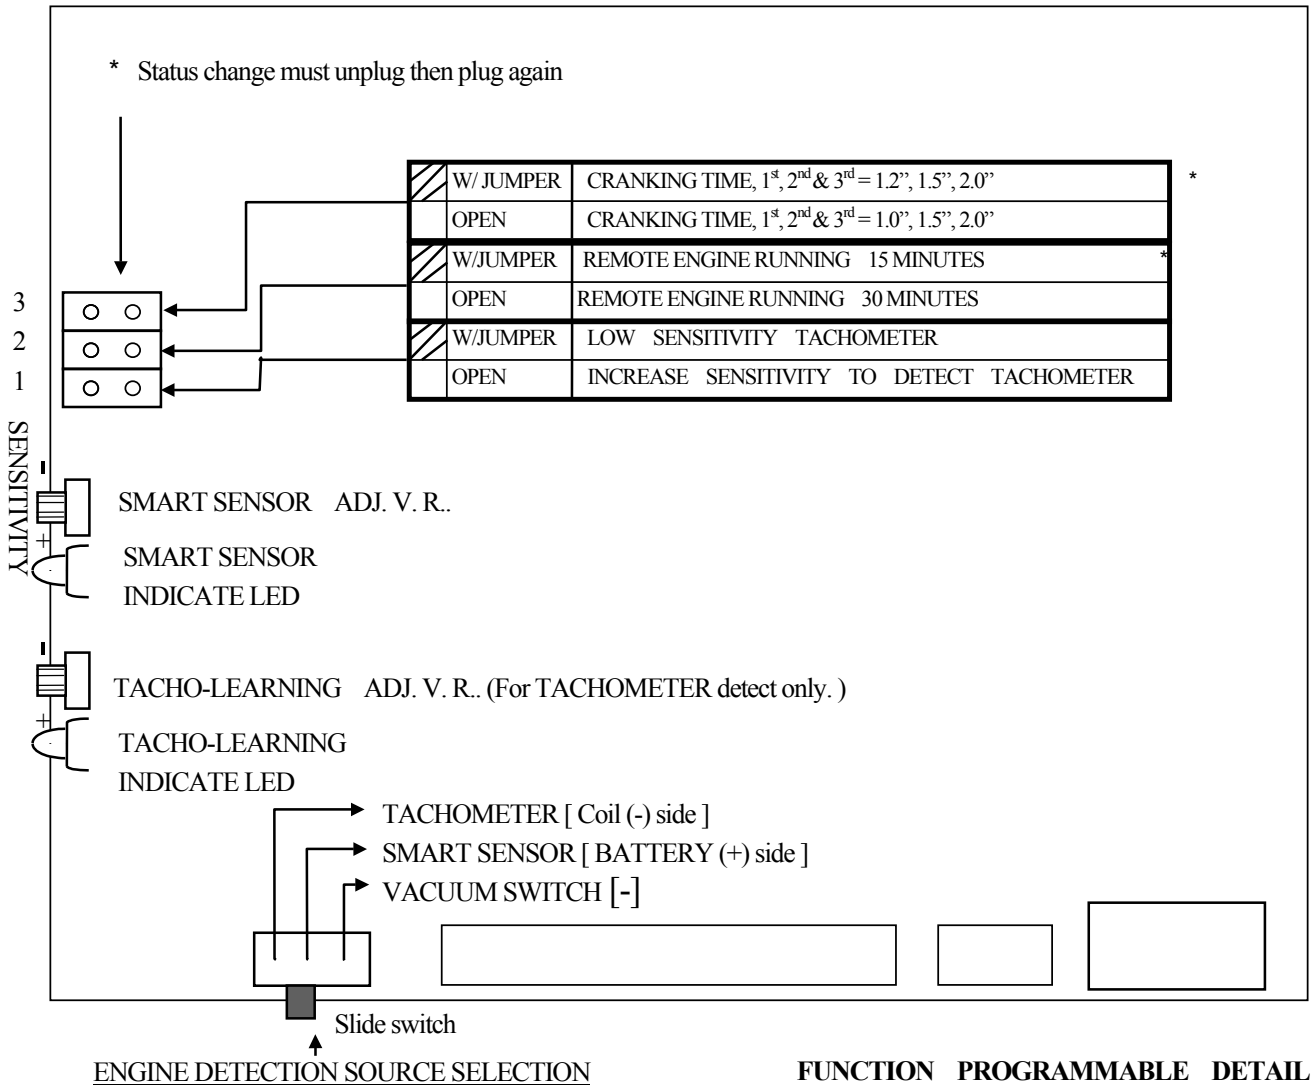 * Status change must unplug then plug again
W/ JUMPER CRANKING TIME, 1st, 2nd & 3rd = 1.2”, 1.5”, 2.0” *
OPEN CRANKING TIME, 1st, 2nd & 3rd = 1.0”, 1.5”, 2.0”
W/JUMPER REMOTE ENGINE RUNNING 15 MINUTES *
OPEN REMOTE ENGINE RUNNING 30 MINUTES
W/JUMPER LOW SENSITIVITY TACHOMETER
OPEN INCREASE SENSITIVITY TO DETECT TACHOMETER
3
2
1
SENSITIVITY
-
SMART SENSOR ADJ. V. R..
+
SMART SENSOR
INDICATE LED
-
TACHO-LEARNING ADJ. V. R.. (For TACHOMETER detect only. )
+
TACHO-LEARNING
INDICATE LED
TACHOMETER [ Coil (-) side ]
SMART SENSOR [ BATTERY (+) side ]
VACUUM SWITCH [-]
Slide switch
ENGINE DETECTION SOURCE SELECTION
FUNCTION PROGRAMMABLE DETAIL